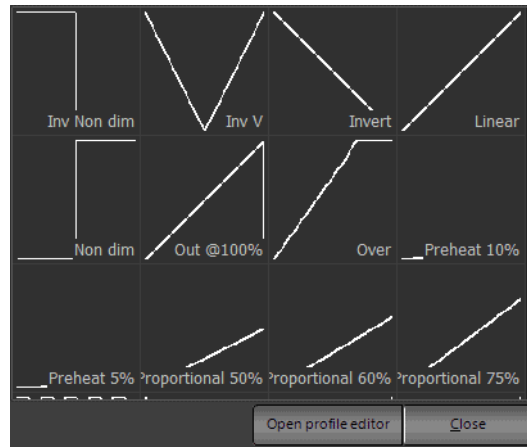 Inv Non dim
Inv V
Invert
Linear
Non dim
Out @100%
Over
Preheat 10%
Preheat 5%
Proportional 50%
Proportional 60%
Proportional 75%
Open profile editor
Close